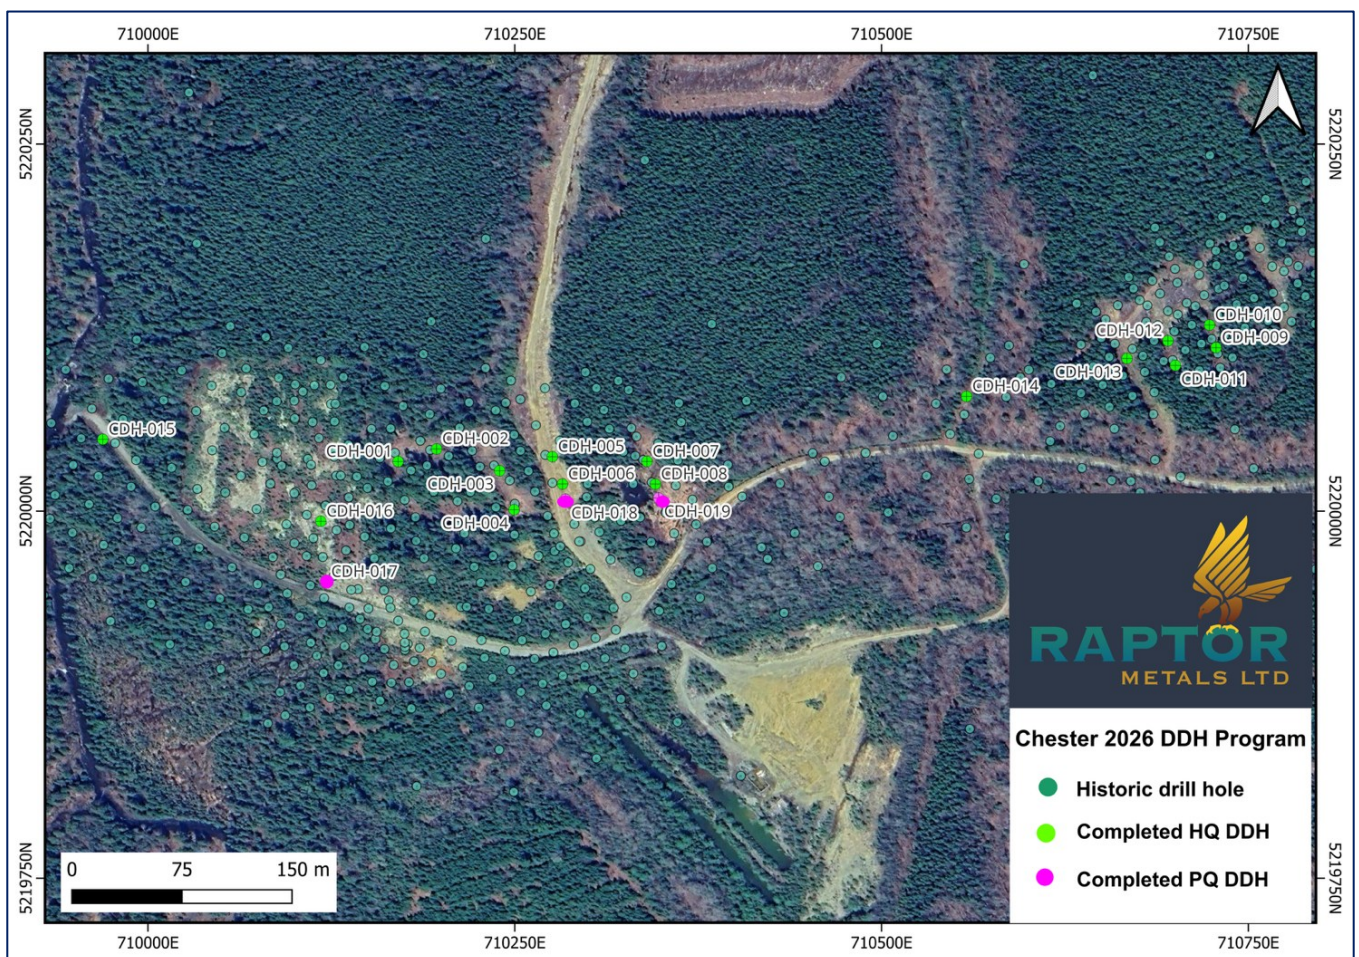 710000E
710250E
710500E
710750E
5220250N
5220250N
CDH-010
CDH-012
CDH-009
CDH-013
CDH-011
CDH-014
CDH-015
CDH-002
CDH-001
CDH-005
CDH-007
CDH-003
CDH-006
CDH-008
CDH-016
CDH-004
CDH-018
CDH-019
5220000N
5220000N
CDH-017
RAPTOR
METALS LTD
Chester 2026 DDH Program
Historic drill hole
Completed HQ DDH
Completed PQ DDH
0 75 150 m
5219750N
5219750N
710000E
710250E
710500E
710750E